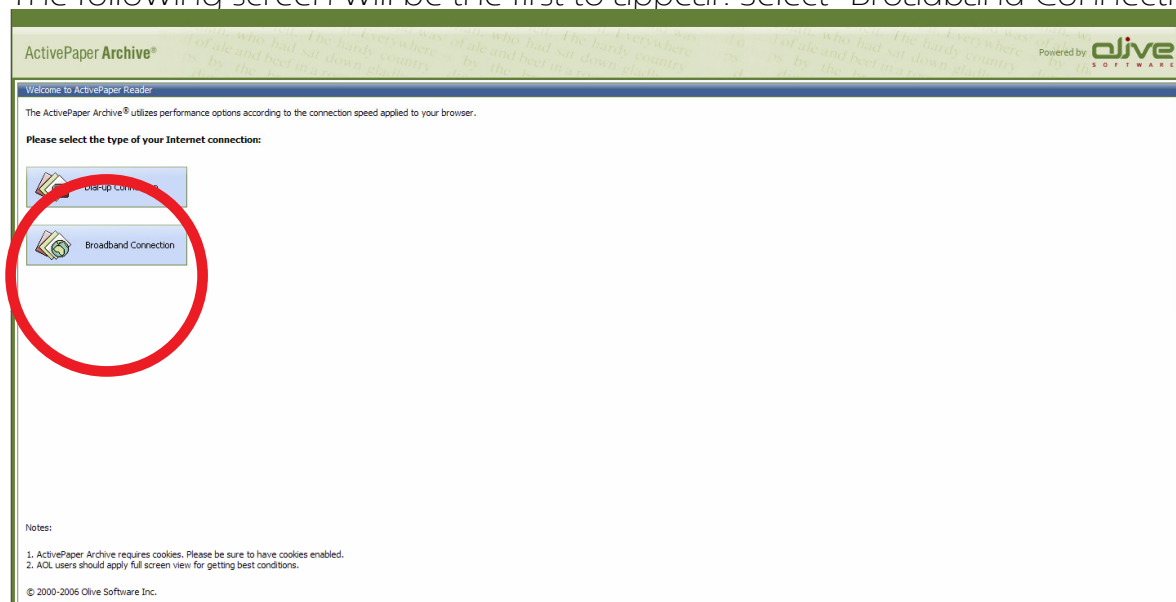 The following screen will be the first to appear. Select "Broadband Connecti
ActivePaper Archive®
Powered by Olive
SOFTWARE
Welcome to ActivePaper Reader
The ActivePaper Archive® utilizes performance options according to the connection speed applied to your browser.
Please select the type of your Internet connection:
Dial-up Connection
Broadband Connection
Notes:
1. ActivePaper Archive requires cookies. Please be sure to have cookies enabled.
2. AOL users should apply full screen view for getting best conditions.
© 2000-2006 Olive Software Inc.